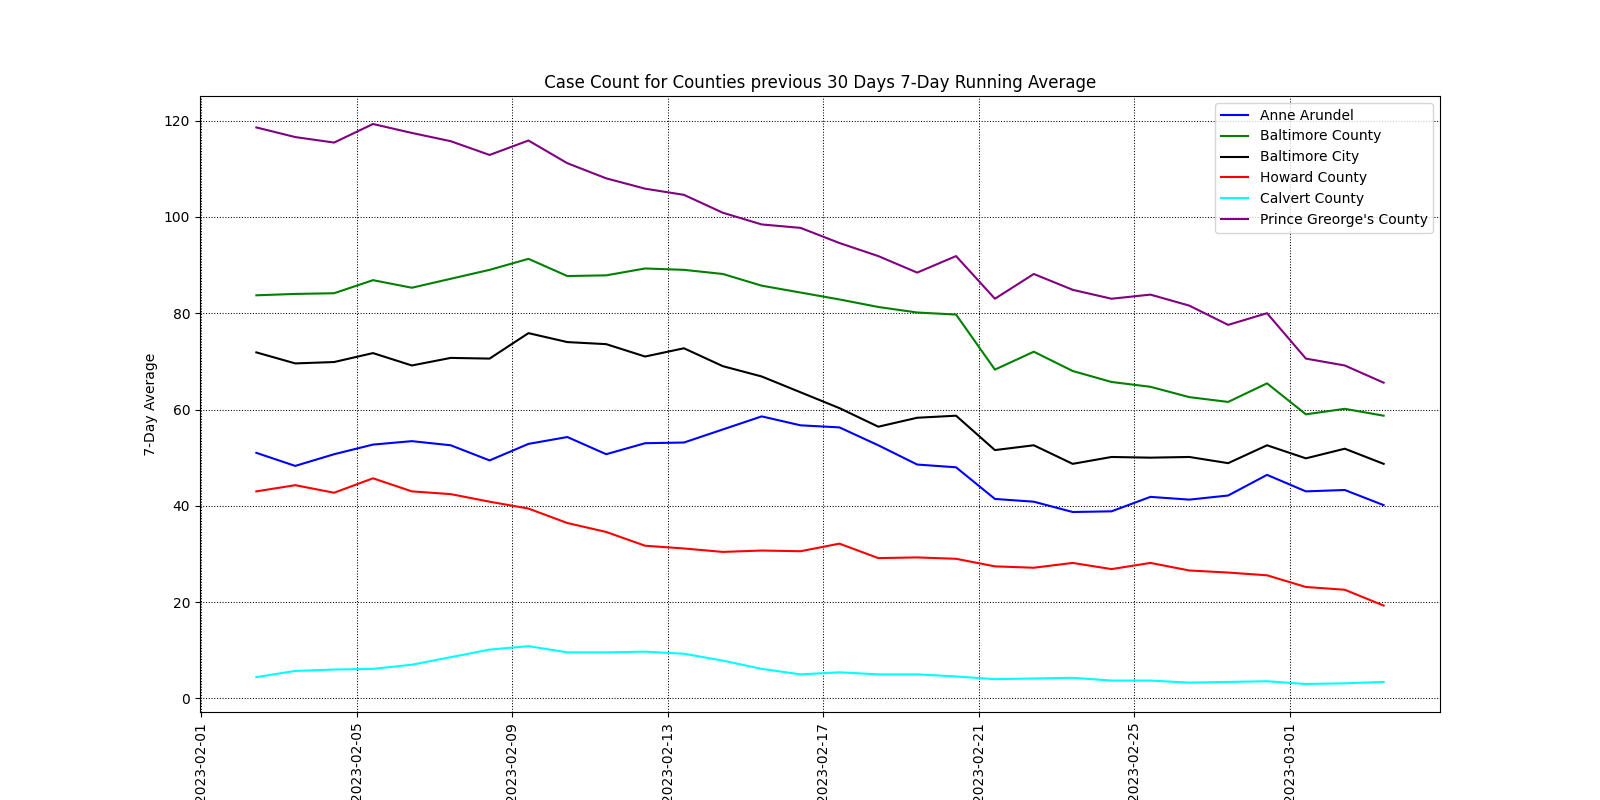 Case Count for Counties previous 30 Days 7-Day Running Average
Anne Arundel
Baltimore County
Baltimore City
Howard County
Calvert County
Prince Greorge's County
7-Day Average
120
100
80
60
40
20
0
2023-02-01
2023-02-05
2023-02-09
2023-02-13
2023-02-17
2023-02-21
2023-02-25
2023-03-01